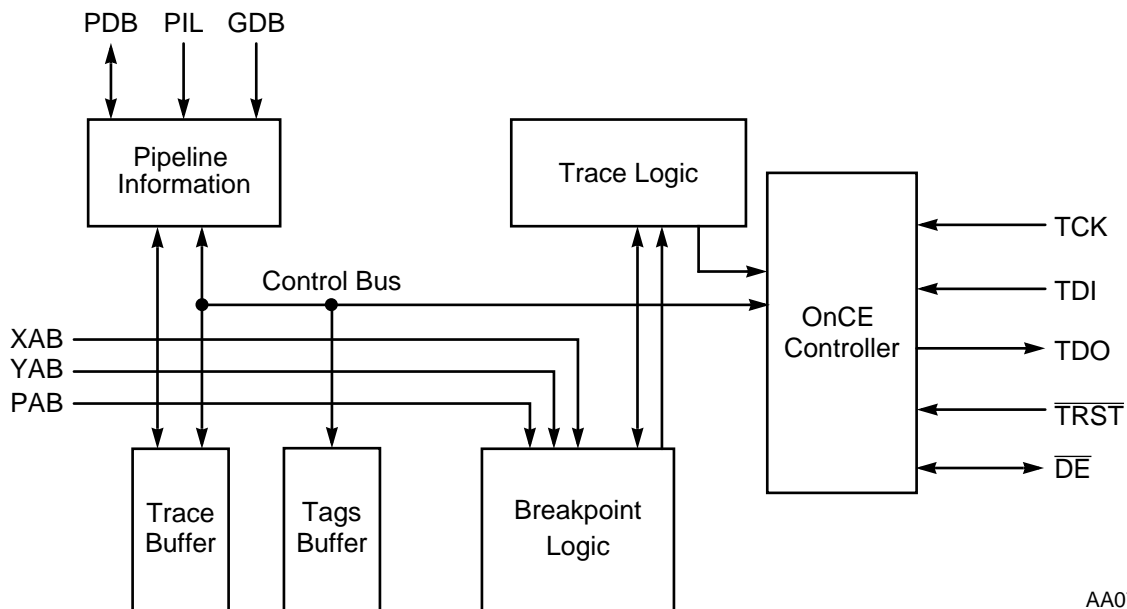 PDB PIL GDB
Pipeline
Information
Trace Logic
TCK
Control Bus
TDI
OnCE
Controller
XAB
TDO
YAB
PAB
TRST
DE
Trace
Buffer
Tags
Buffer
Breakpoint
Logic
AA0